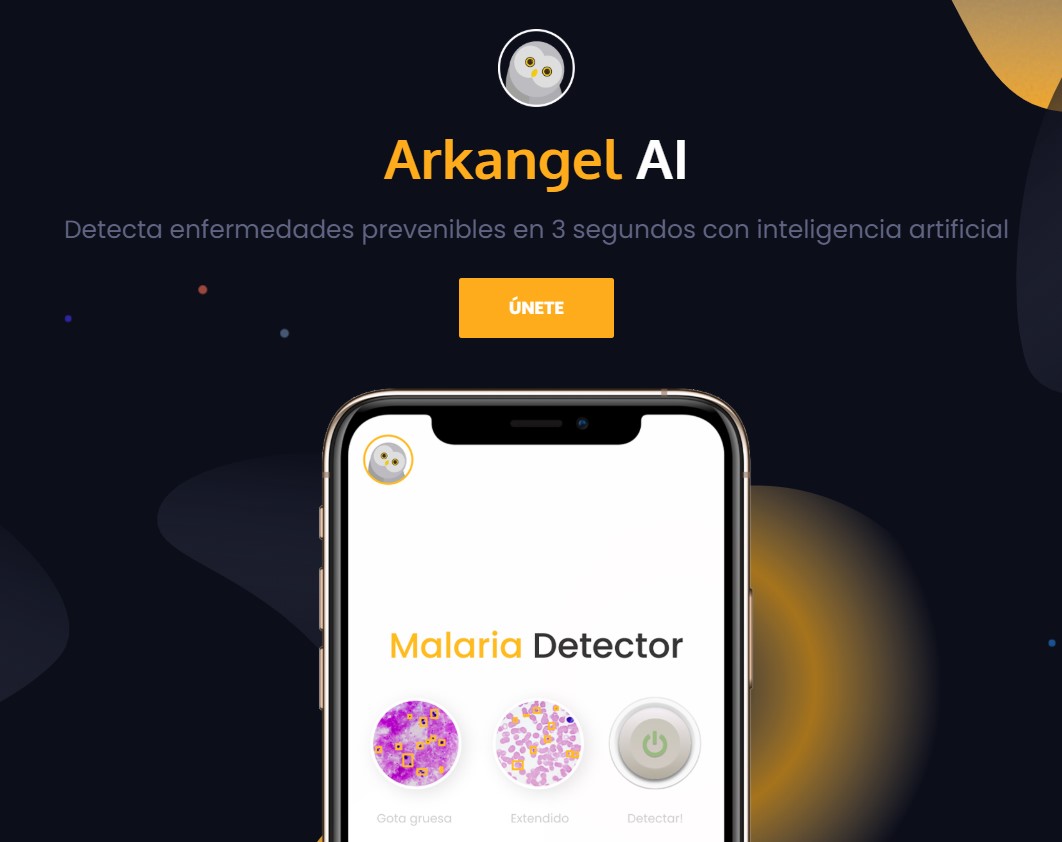 Arkangel AI
Detecta enfermedades prevenibles en 3 segundos con inteligencia artificial
ÚNETE
Malaria Detector
Gota gruesa Extendido Detectar!